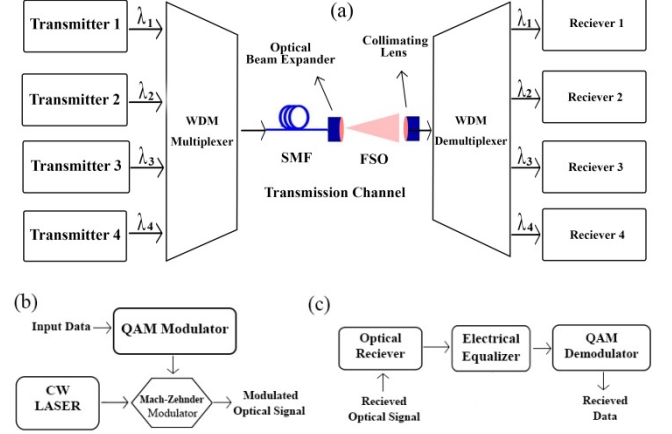 (a)
Transmitter 1
λ1
Transmitter 2
λ2
Transmitter 3
λ3
Transmitter 4
λ4
WDM
Multiplexer
Optical
Beam Expander
Collimating
Lens
SMF
FSO
Transmission Channel
WDM
Demultiplexer
λ1
Reciever 1
λ2
Reciever 2
λ3
Reciever 3
λ4
Reciever 4
(b)
Input Data
QAM Modulator
CW
LASER
Mach-Zehnder
Modulator
Modulated
Optical Signal
(c)
Optical
Reciever
Electrical
Equalizer
QAM
Demodulator
Recieved
Optical Signal
Recieved
Data